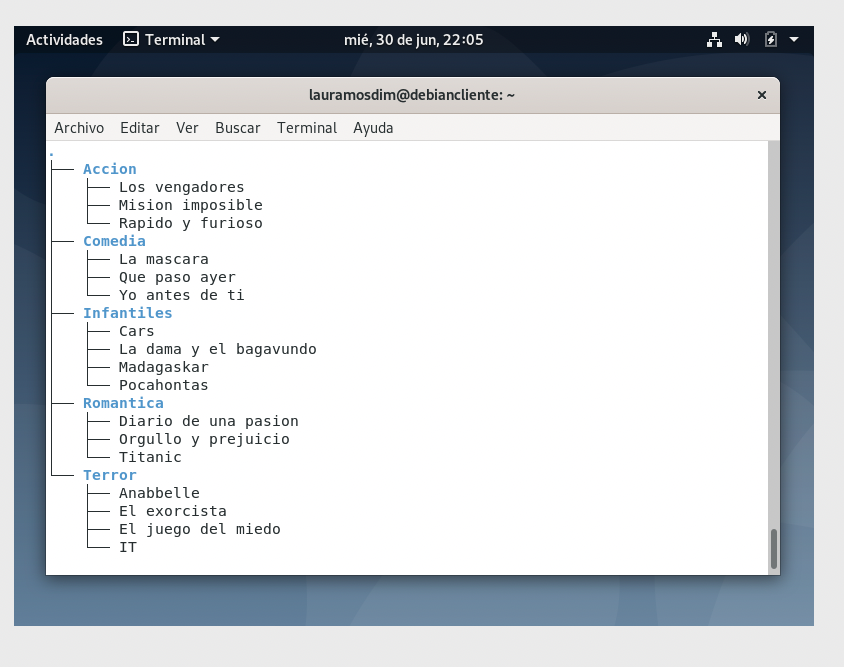 Actividades Terminal mié, 30 de jun, 22:05
lauramosdim@debiancliente: ~ ×
Archivo Editar Ver Buscar Terminal Ayuda
.
├── Accion
│   ├── Los vengadores
│   ├── Mision imposible
│   └── Rapido y furioso
├── Comedia
│   ├── La mascara
│   ├── Que paso ayer
│   └── Yo antes de ti
├── Infantiles
│   ├── Cars
│   ├── La dama y el bagavundo
│   ├── Madagaskar
│   └── Pocahontas
├── Romantica
│   ├── Diario de una pasion
│   ├── Orgullo y prejuicio
│   └── Titanic
└── Terror
    ├── Anabbelle
    ├── El exorcista
    ├── El juego del miedo
    └── IT